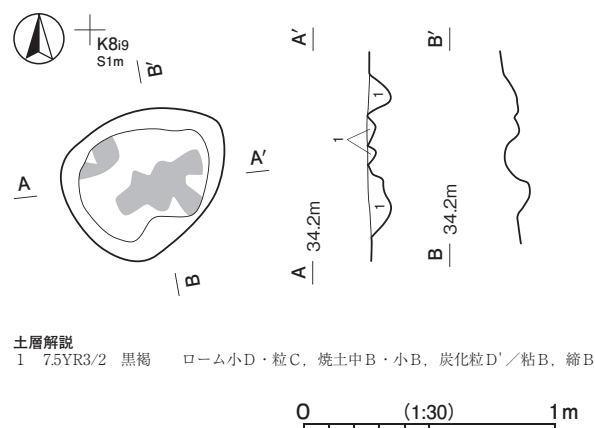 K8i9
S1m
B′
A′
A
B
A′
B′
1
1
1
34.2m
34.2m
A
B
土層解説
1 7.5YR3/2 黒褐 ローム小D・粒C，焼土中B・小B，炭化粒D'／粘B，締B
0 (1:30) 1m